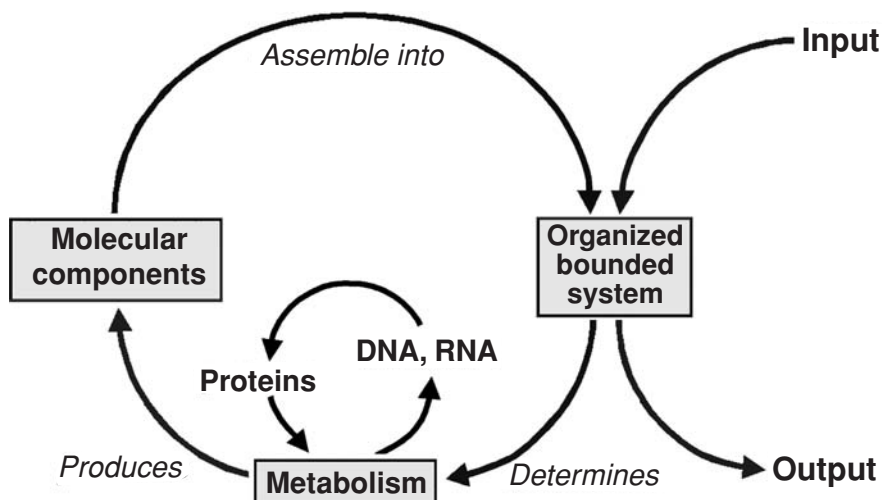 Assemble into
Input
Molecular
components
Organized
bounded
system
DNA, RNA
Proteins
Produces
Metabolism
Determines
Output